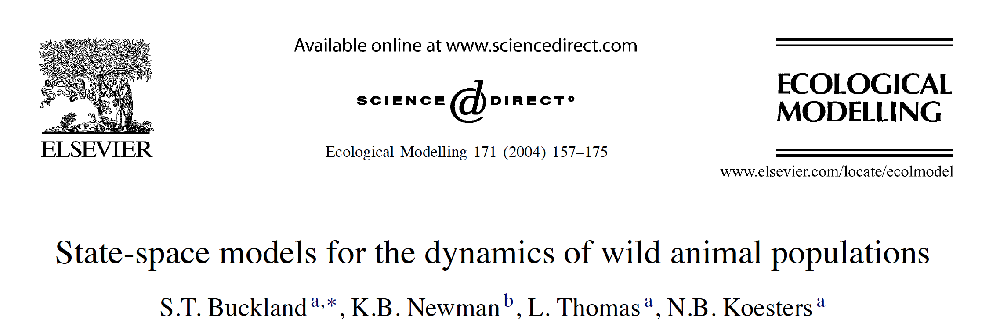 Available online at www.sciencedirect.com
NON SOLUS
SCIENCE @ DIRECT®
ECOLOGICAL
MODELLING
ELSEVIER
Ecological Modelling 171 (2004) 157–175
www.elsevier.com/locate/ecolmodel
State-space models for the dynamics of wild animal populations
S.T. Buckland a,*, K.B. Newman b, L. Thomas a, N.B. Koesters a